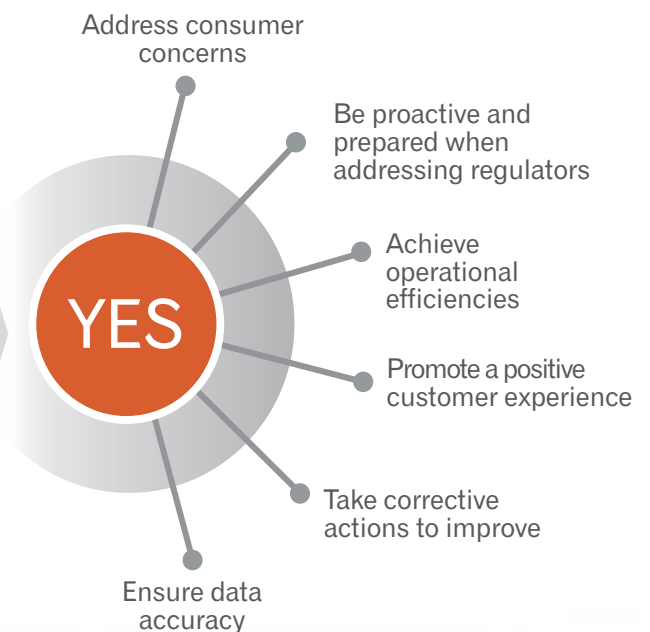 Address consumer
concerns
Be proactive and
prepared when
addressing regulators
Achieve
operational
efficiencies
YES
Promote a positive
customer experience
Take corrective
actions to improve
Ensure data
accuracy